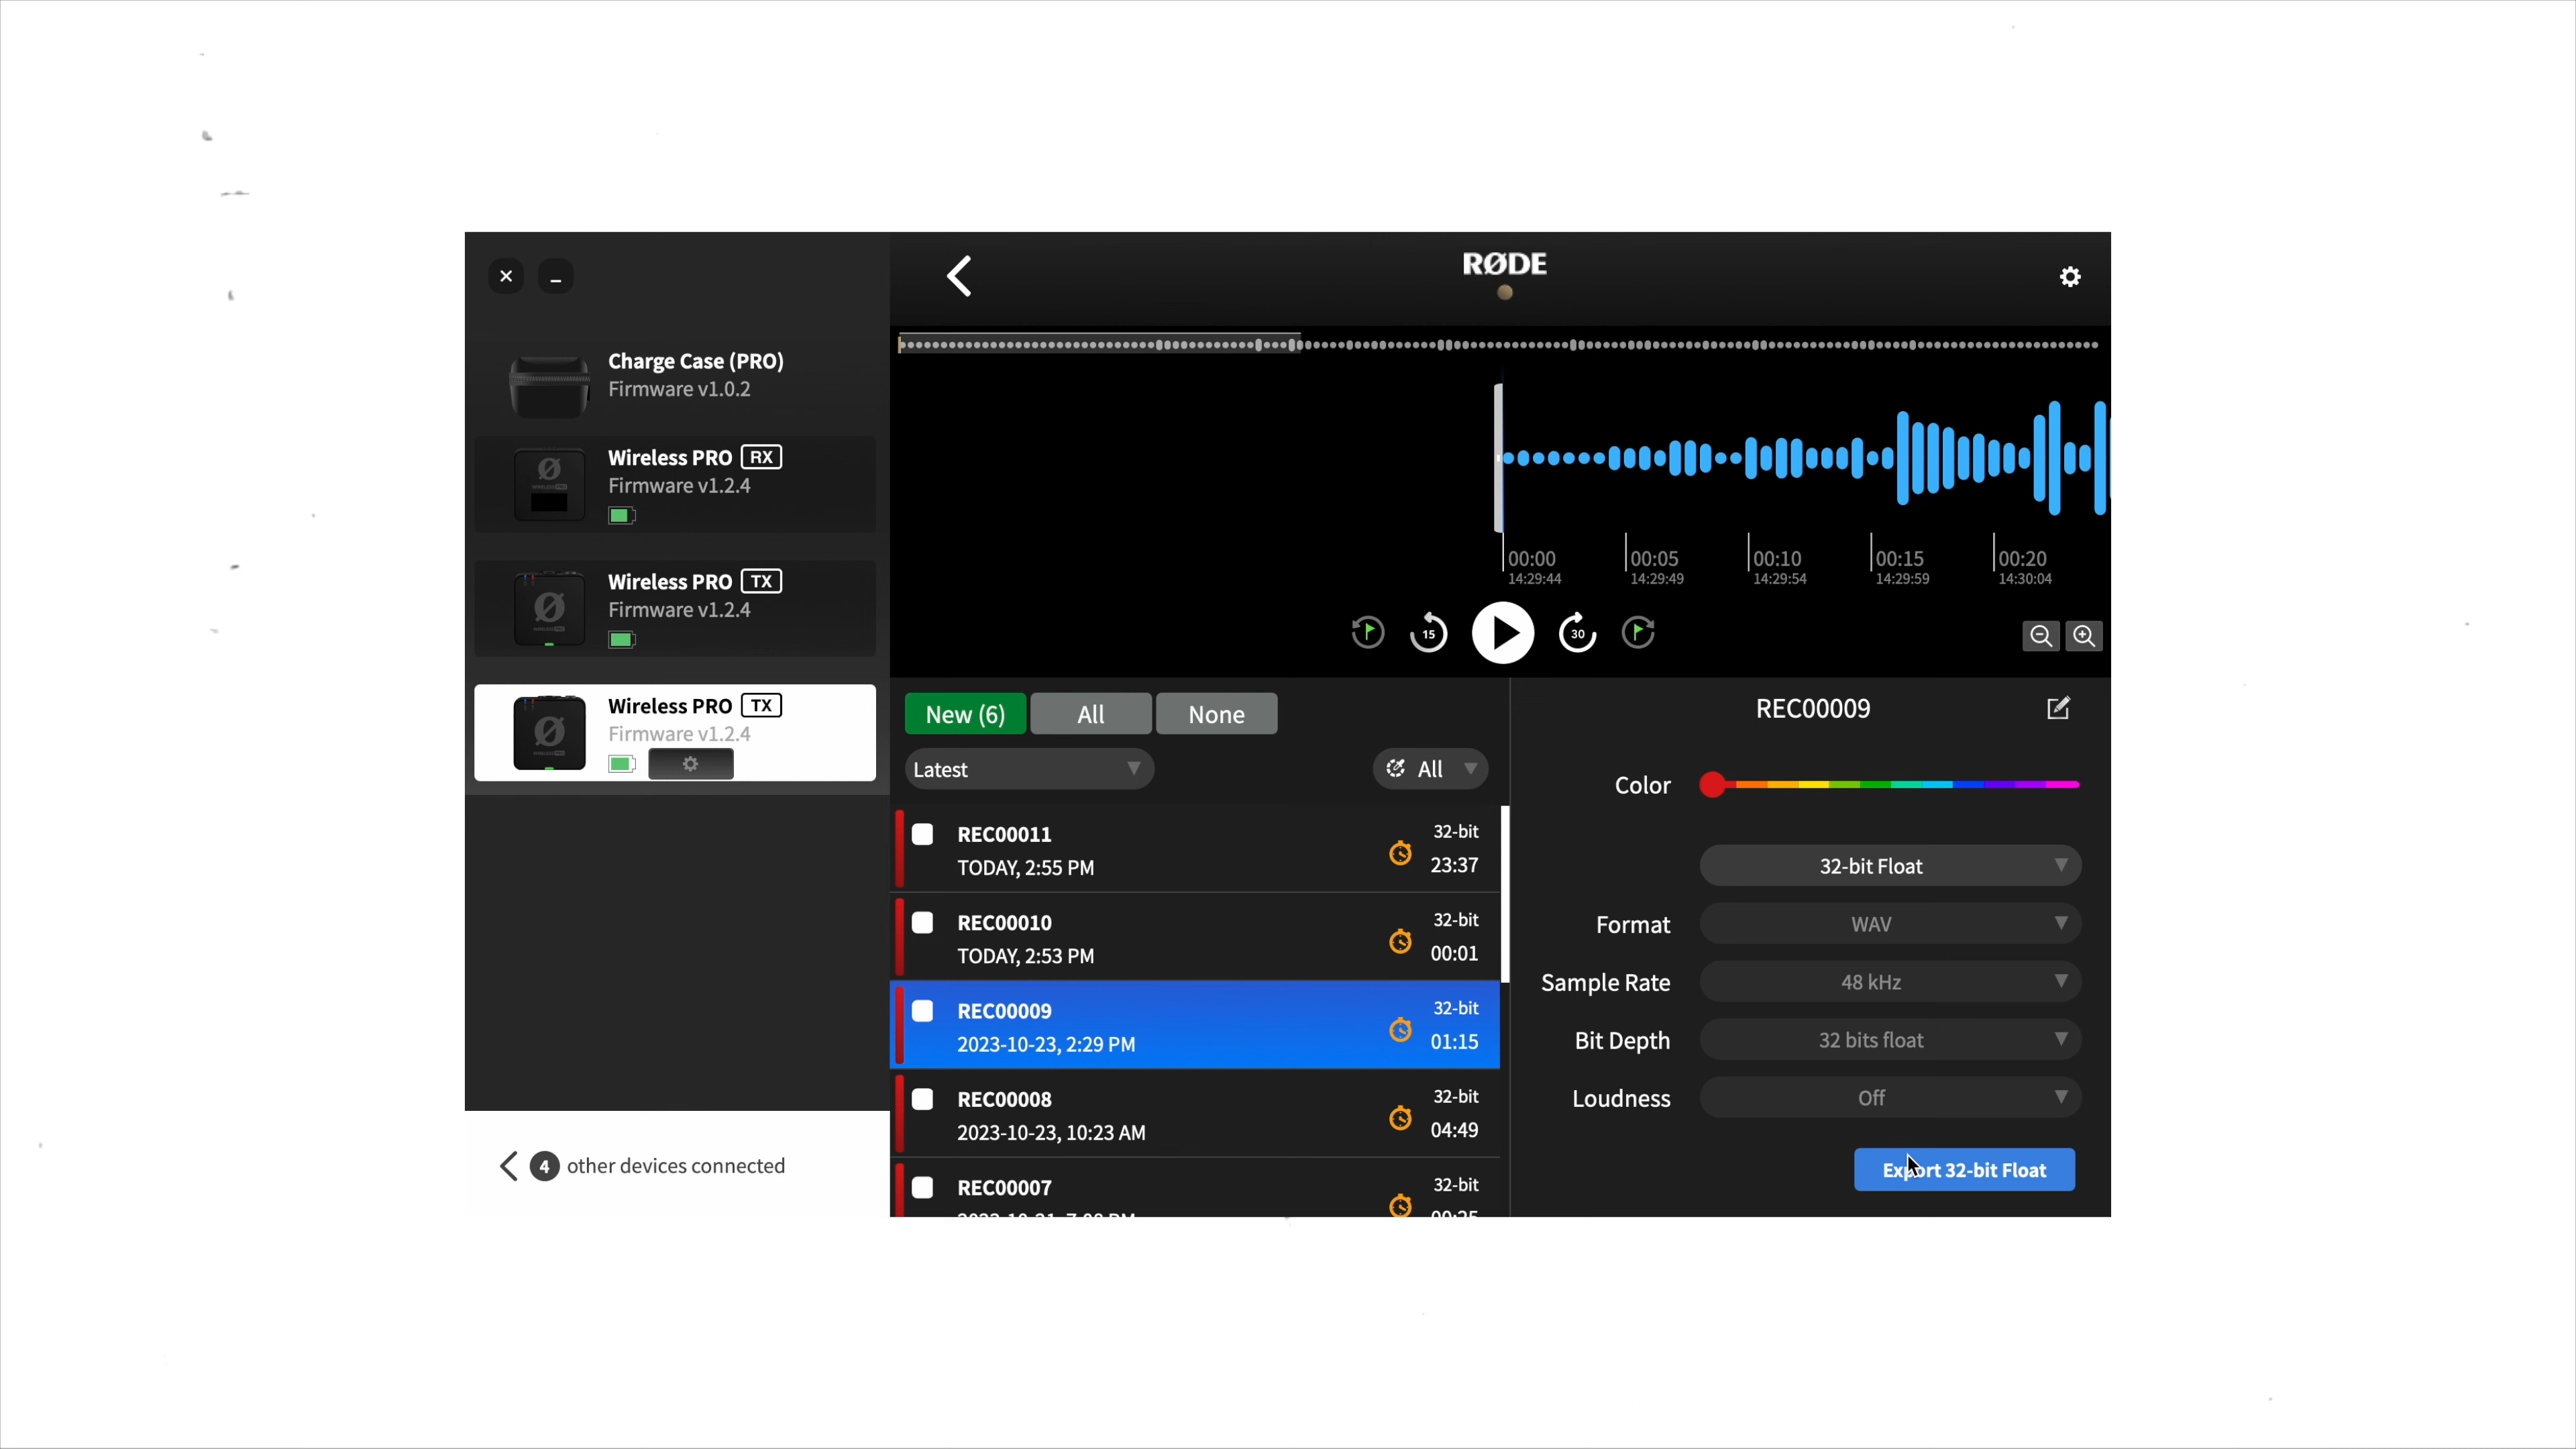 RØDE
Charge Case (PRO)
Firmware v1.0.2
Wireless PRO RX
Firmware v1.2.4
Wireless PRO TX
Firmware v1.2.4
Wireless PRO TX
Firmware v1.2.4
4 other devices connected
00:00 00:05 00:10 00:15 00:20
14:29:44 14:29:49 14:29:54 14:29:59 14:30:04
15 30
New (6) All None
Latest All
REC00011 32-bit
TODAY, 2:55 PM 23:37
REC00010 32-bit
TODAY, 2:53 PM 00:01
REC00009 32-bit
2023-10-23, 2:29 PM 01:15
REC00008 32-bit
2023-10-23, 10:23 AM 04:49
REC00007 32-bit
REC00009
Color
32-bit Float
Format WAV
Sample Rate 48 kHz
Bit Depth 32 bits float
Loudness Off
Export 32-bit Float